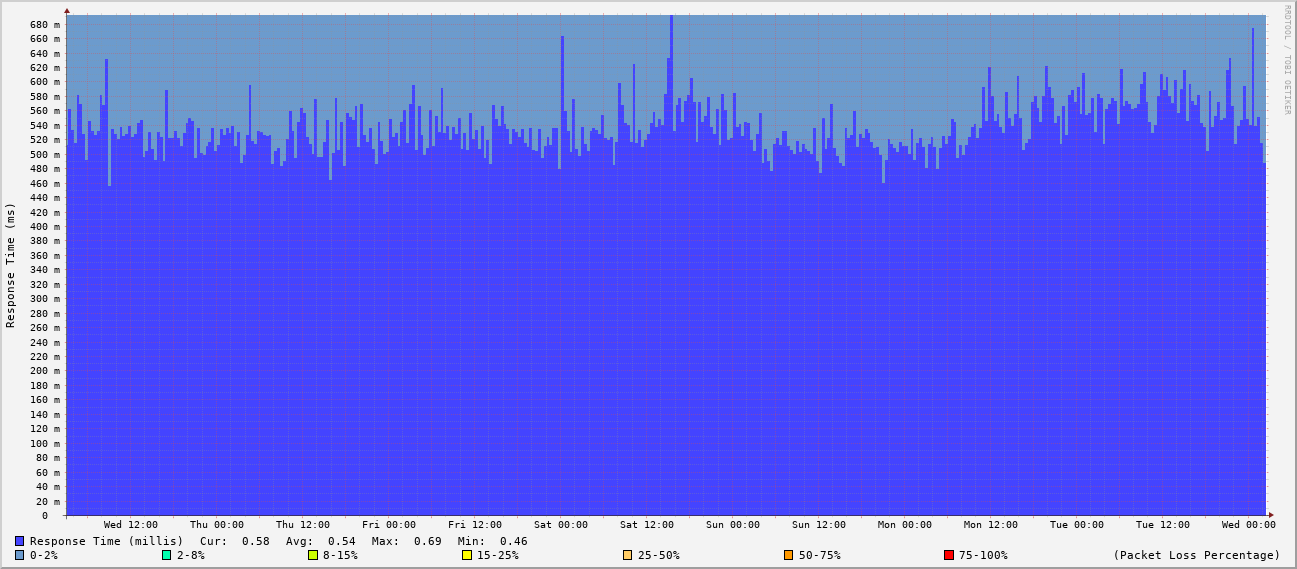 RRDTOOL / TOBI OETIKER
Response Time (ms)
680 m
660 m
640 m
620 m
600 m
580 m
560 m
540 m
520 m
500 m
480 m
460 m
440 m
420 m
400 m
380 m
360 m
340 m
320 m
300 m
280 m
260 m
240 m
220 m
200 m
180 m
160 m
140 m
120 m
100 m
80 m
60 m
40 m
20 m
0
Wed 12:00 Thu 00:00 Thu 12:00 Fri 00:00 Fri 12:00 Sat 00:00 Sat 12:00 Sun 00:00 Sun 12:00 Mon 00:00 Mon 12:00 Tue 00:00 Tue 12:00 Wed 00:00
Response Time (millis) Cur: 0.58 Avg: 0.54 Max: 0.69 Min: 0.46
0-2% 2-8% 8-15% 15-25% 25-50% 50-75% 75-100% (Packet Loss Percentage)